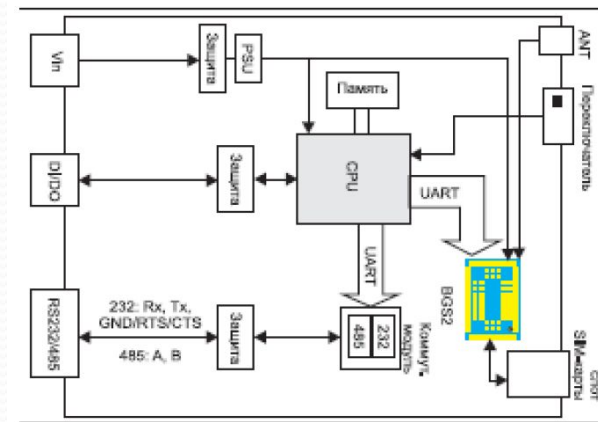 VIn
Защита
PSU
ANT
Память
Переключатель
DI/DO
Защита
CPU
UART
UART
BGS2
RS232/485
232: Rx, Tx,
GND/RTS/CTS
485: A, B
Защита
485
232
Коммут.
модуль
слот
SIM-карты